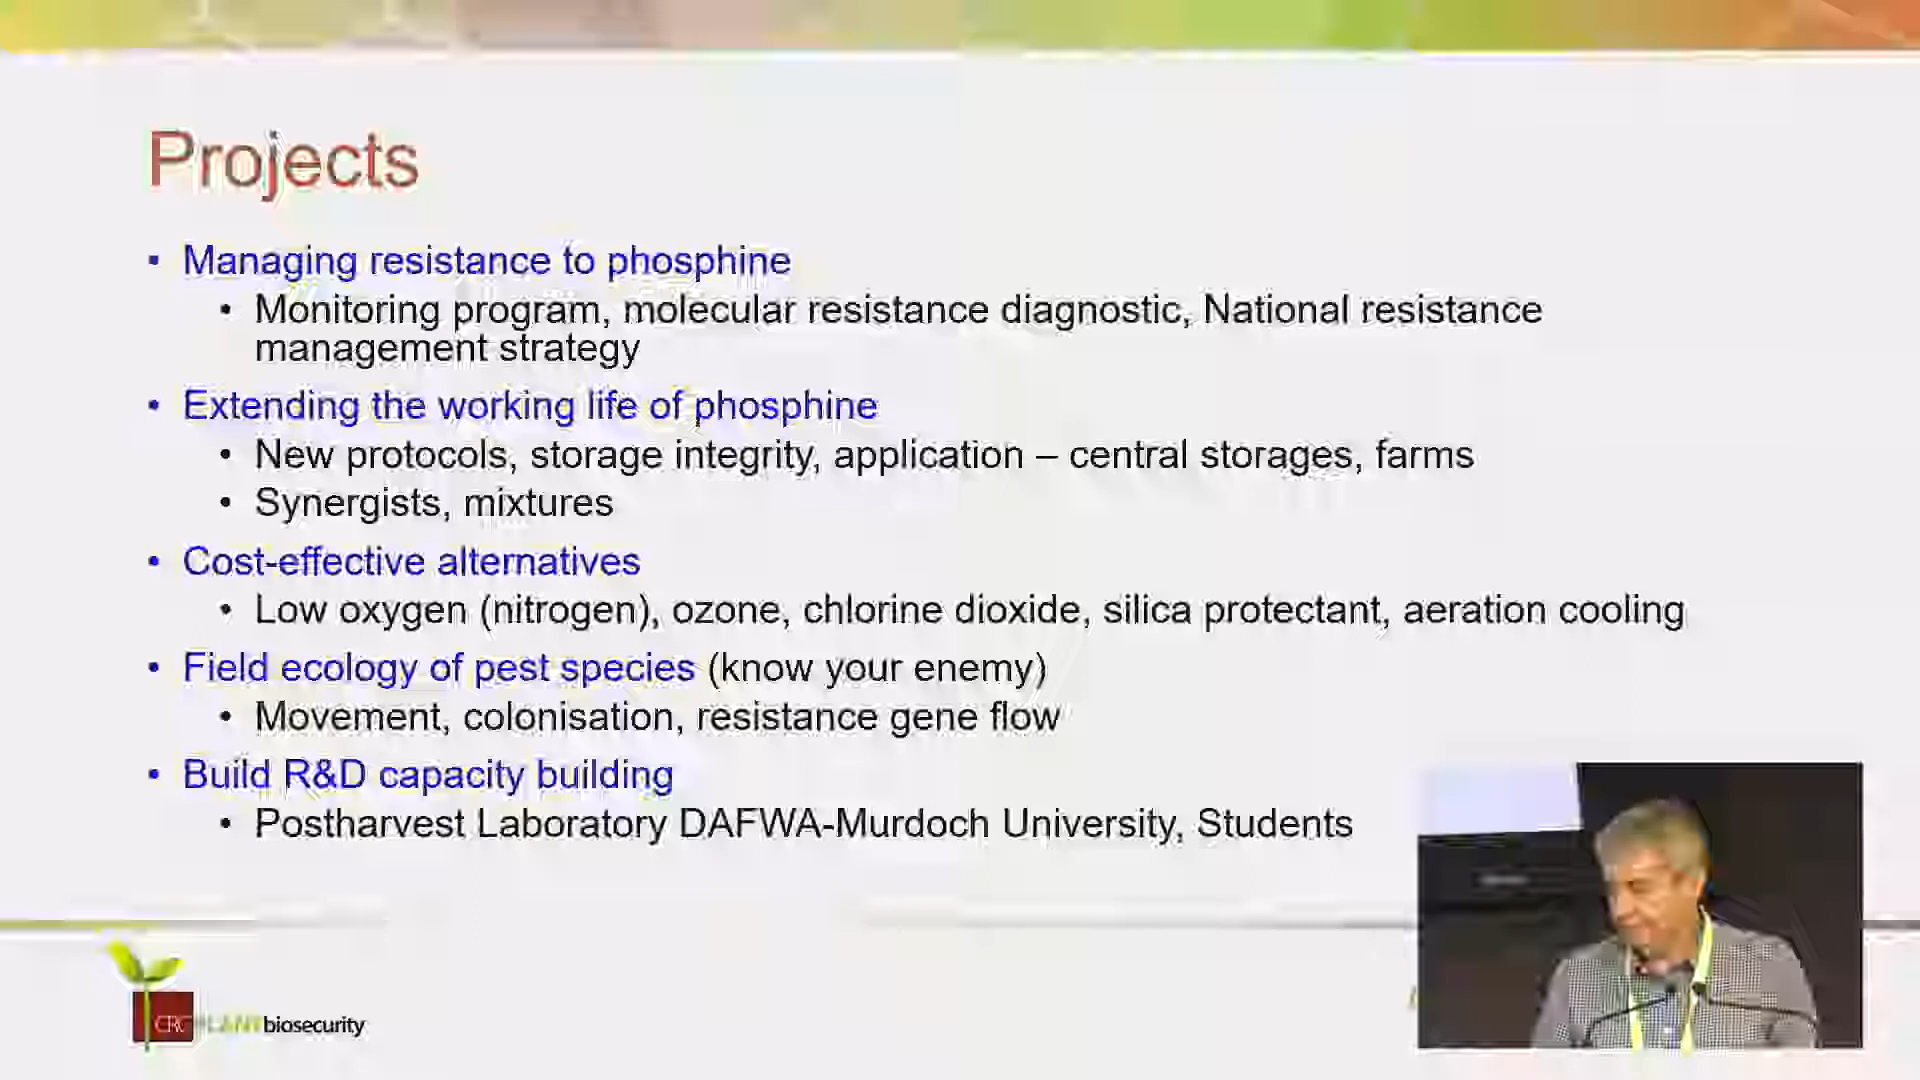 Projects
• Managing resistance to phosphine
• Monitoring program, molecular resistance diagnostic, National resistance
management strategy
• Extending the working life of phosphine
• New protocols, storage integrity, application – central storages, farms
• Synergists, mixtures
• Cost-effective alternatives
• Low oxygen (nitrogen), ozone, chlorine dioxide, silica protectant, aeration cooling
• Field ecology of pest species (know your enemy)
• Movement, colonisation, resistance gene flow
• Build R&D capacity building
• Postharvest Laboratory DAFWA-Murdoch University, Students
CRC PLANTbiosecurity